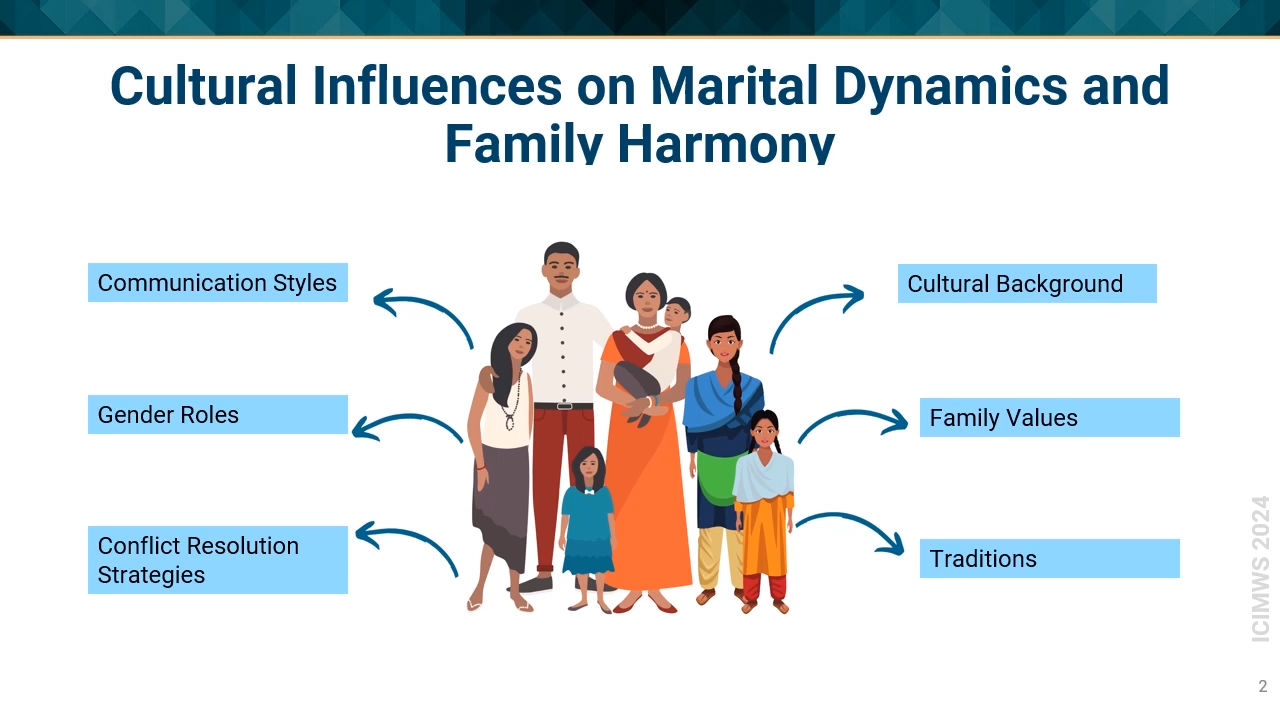 Cultural Influences on Marital Dynamics and
Family Harmony
Communication Styles
Gender Roles
Conflict Resolution
Strategies
Cultural Background
Family Values
Traditions
ICIMWS 2024
2